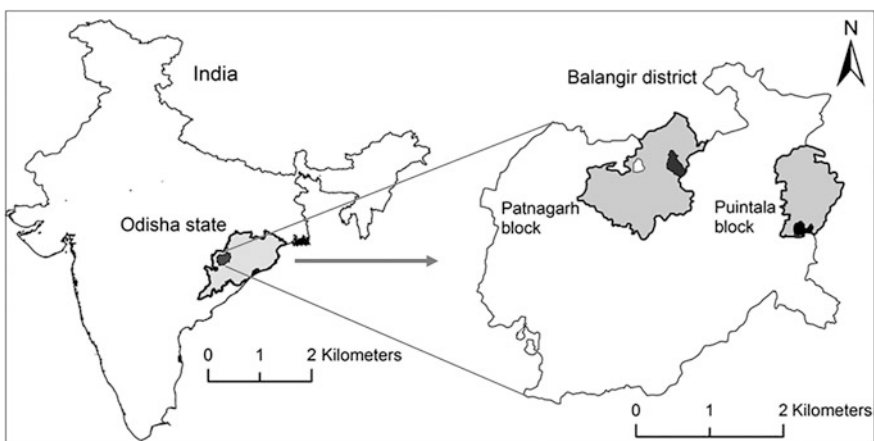 N
India
Balangir district
Odisha state
Patnagarh
block
Puintala
block
0 1 2 Kilometers
0 1 2 Kilometers